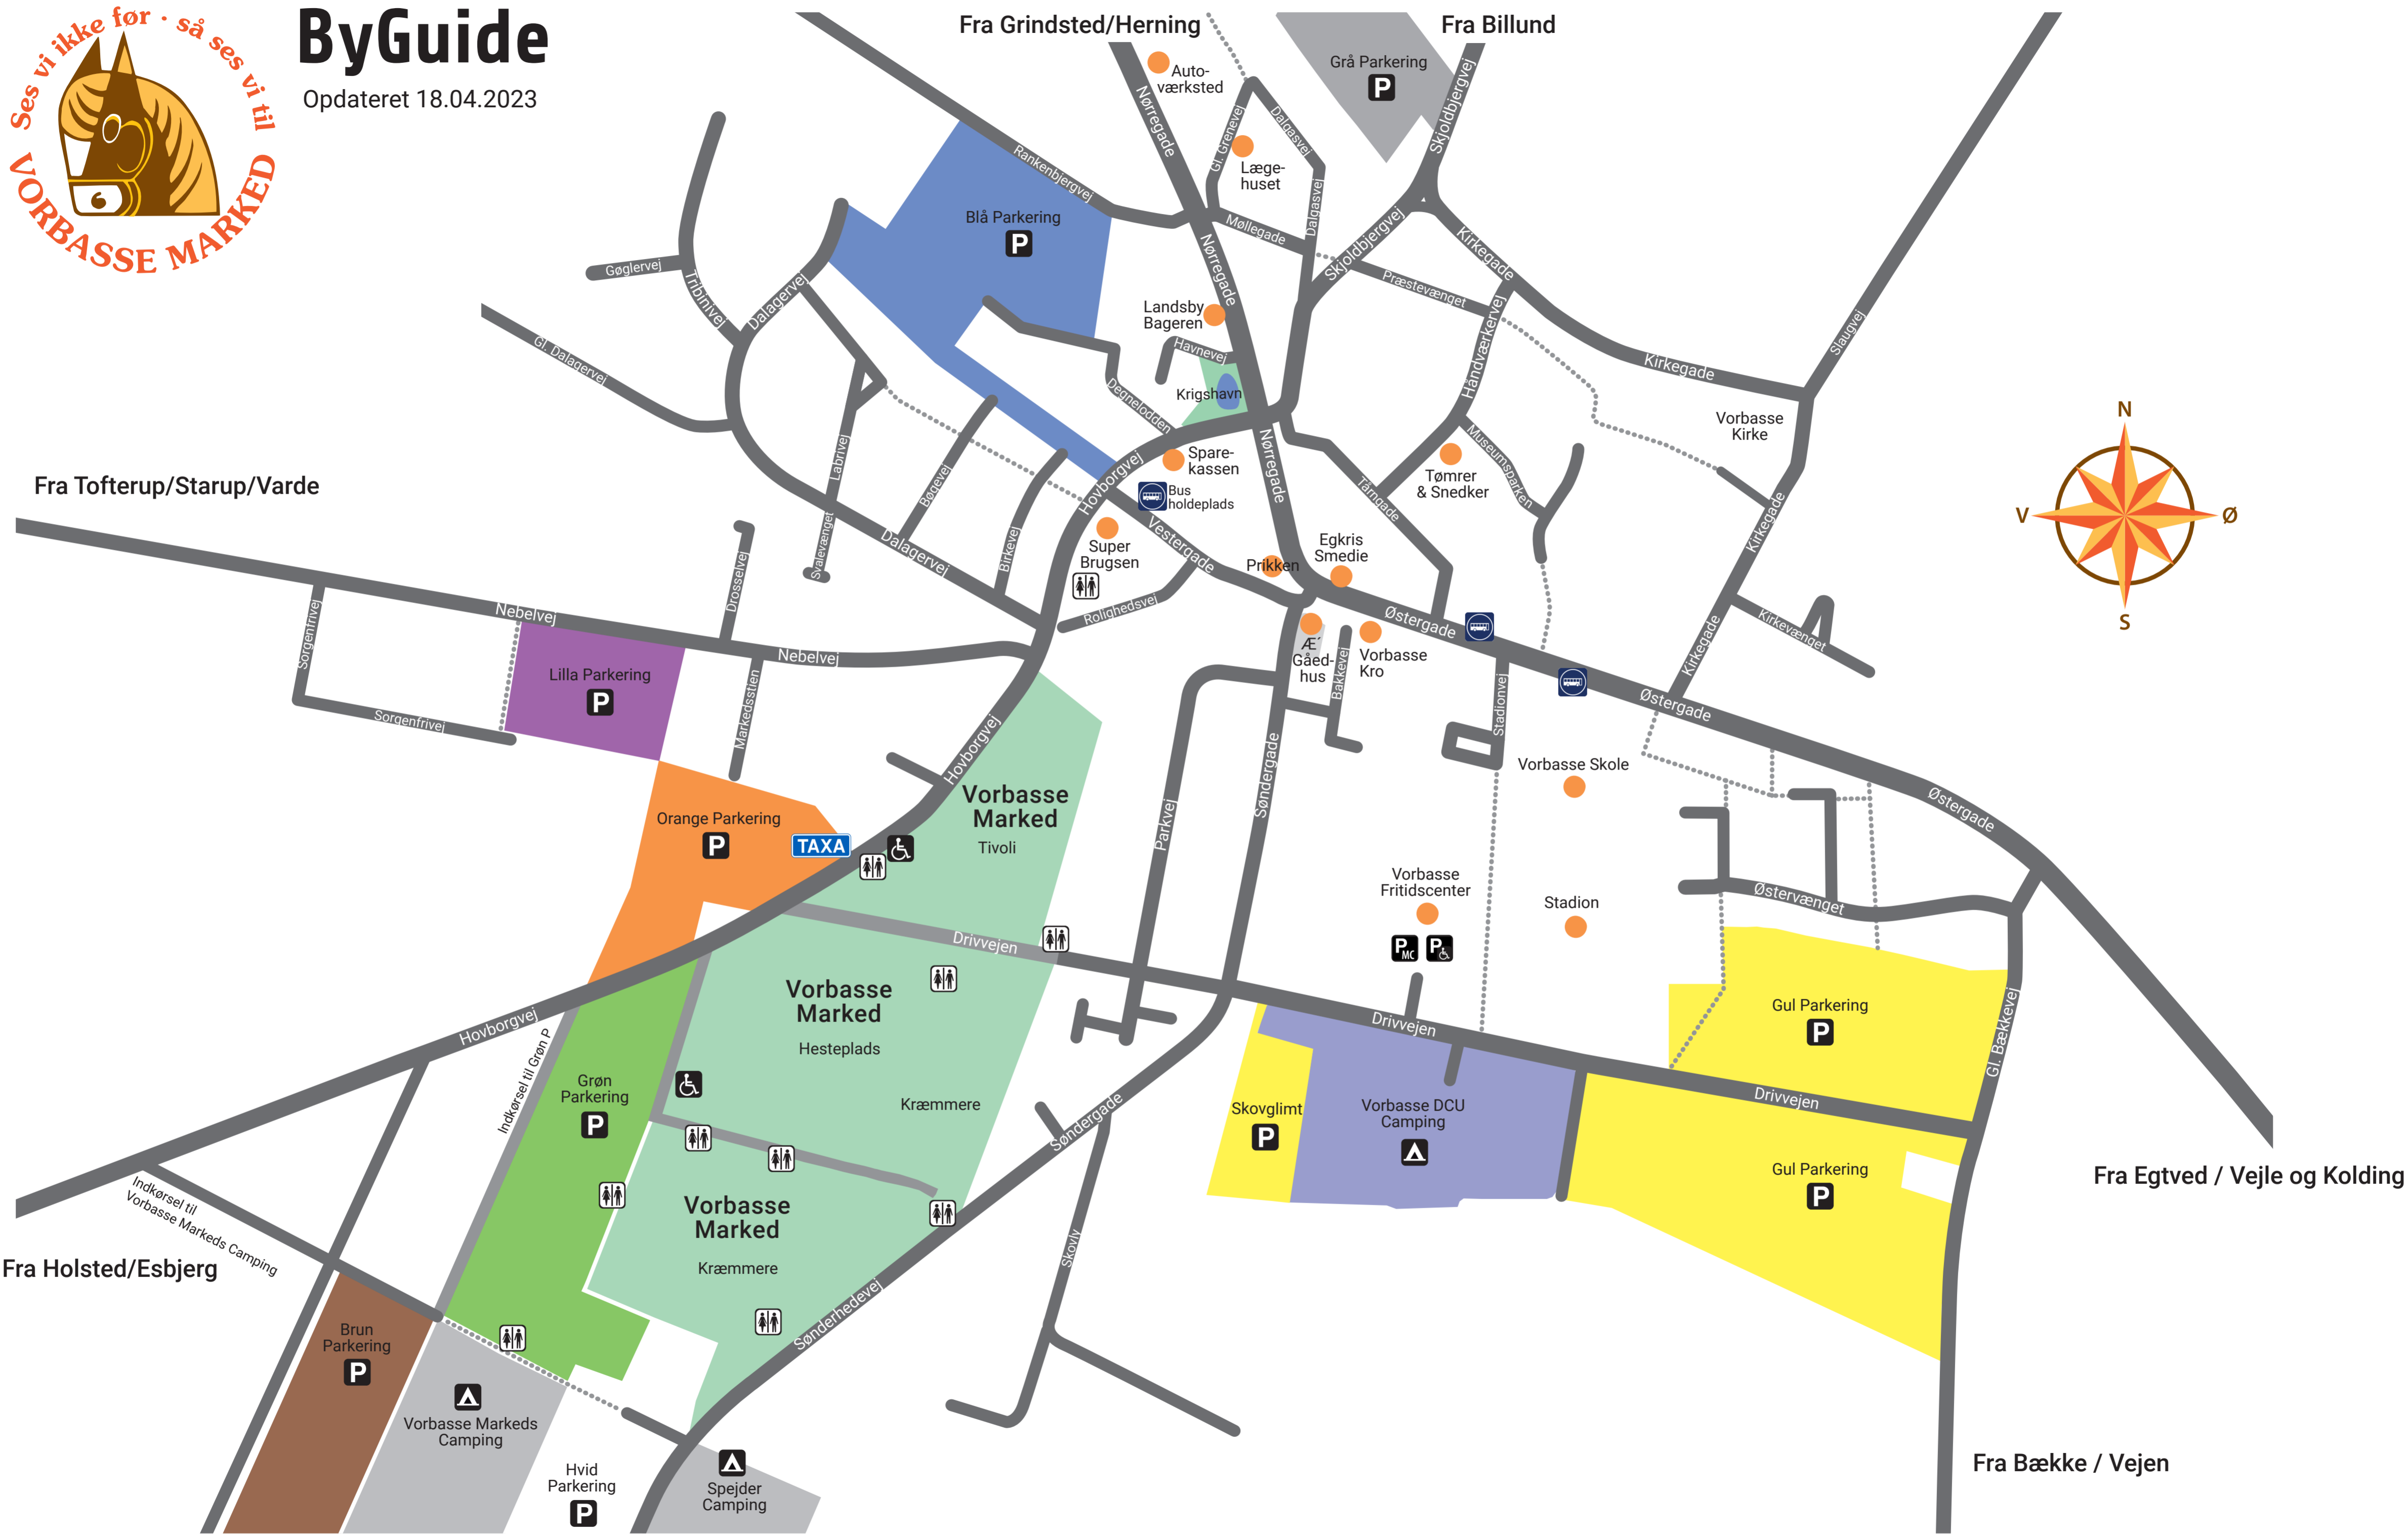 Ses vi ikke før · så ses vi til
VORBASSE MARKED
ByGuide
Opdateret 18.04.2023
Fra Grindsted/Herning
Fra Billund
Auto-
værksted
Grå Parkering
P
Nørregade
Gl. Grenevej
Dalgasvej
Skjoldbjergvej
Læge-
huset
Rankenbjergvej
Dalgasvej
Blå Parkering
P
Møllegade
Skjoldbjergvej
Kirkegade
Nørregade
Gøglervej
Tribinivej
Dalagervej
Præstevænget
Landsby
Bageren
Håndværkervej
Slaugvej
Havnevej
Gl. Dalagervej
Kirkegade
Krigshavn
Degnelodden
Vorbasse
Kirke
N
V
Ø
S
Museumsparken
Labrivej
Bøgevej
Hovborgvej
Spare-
kassen
Nørregade
Tårngade
Tømrer
& Snedker
Fra Tofterup/Starup/Varde
Bus
holdeplads
Kirkegade
Svalevænget
Dalagervej
Birkevej
Super
Brugsen
Vestergade
Prikken
Egkris
Smedie
Drosselvej
Rolighedsvej
Østergade
Kirkevænget
Sorgenfrivej
Nebelvej
Nebelvej
Æ´
Gåed-
hus
Bakkevej
Vorbasse
Kro
Kirkegade
Lilla Parkering
P
Markedsstien
Sorgenfrivej
Stadionvej
Østergade
Hovborgvej
Søndergade
Vorbasse Skole
Vorbasse
Marked
Tivoli
Parkvej
Østergade
Orange Parkering
P
TAXA
Vorbasse
Fritidscenter
P MC
P
Stadion
Østervænget
Drivvejen
Vorbasse
Marked
Hesteplads
Gul Parkering
P
Drivvejen
Hovborgvej
Gl. Bækkevej
Indkørsel til Grøn P
Grøn
Parkering
P
Kræmmere
Skovglimt
P
Vorbasse DCU
Camping
Drivvejen
Søndergade
Gul Parkering
P
Fra Egtved / Vejle og Kolding
Indkørsel til
Vorbasse Markeds Camping
Vorbasse
Marked
Kræmmere
Skovly
Fra Holsted/Esbjerg
Sønderhedevej
Brun
Parkering
P
Vorbasse Markeds
Camping
Hvid
Parkering
P
Spejder
Camping
Fra Bække / Vejen